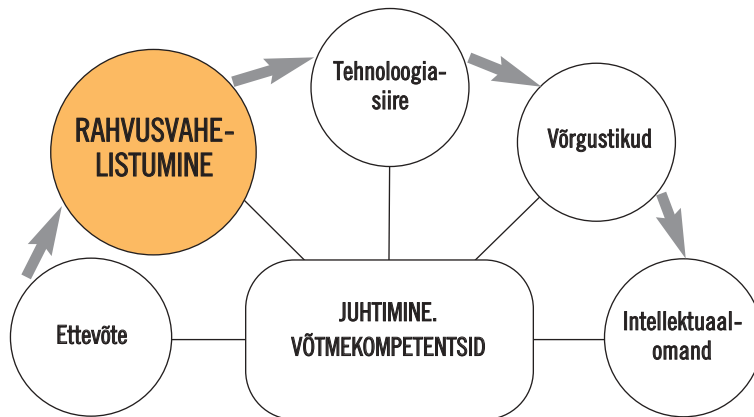 Tehnoloogia-
siire
RAHVUSVAHE-
LISTUMINE
Võrgustikud
Ettevõte
JUHTIMINE.
VÕTMEKOMPETENTSID
Intellektuaal-
omand